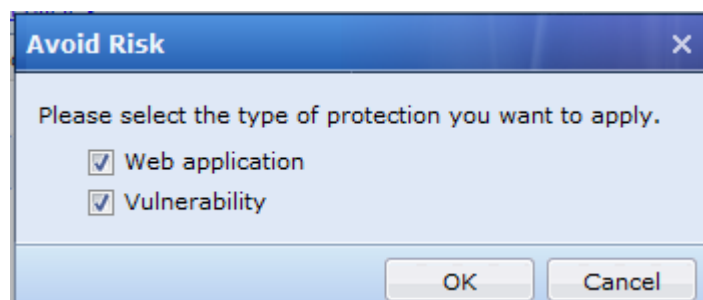 Avoid Risk
Please select the type of protection you want to apply.
Web application
Vulnerability
OK Cancel